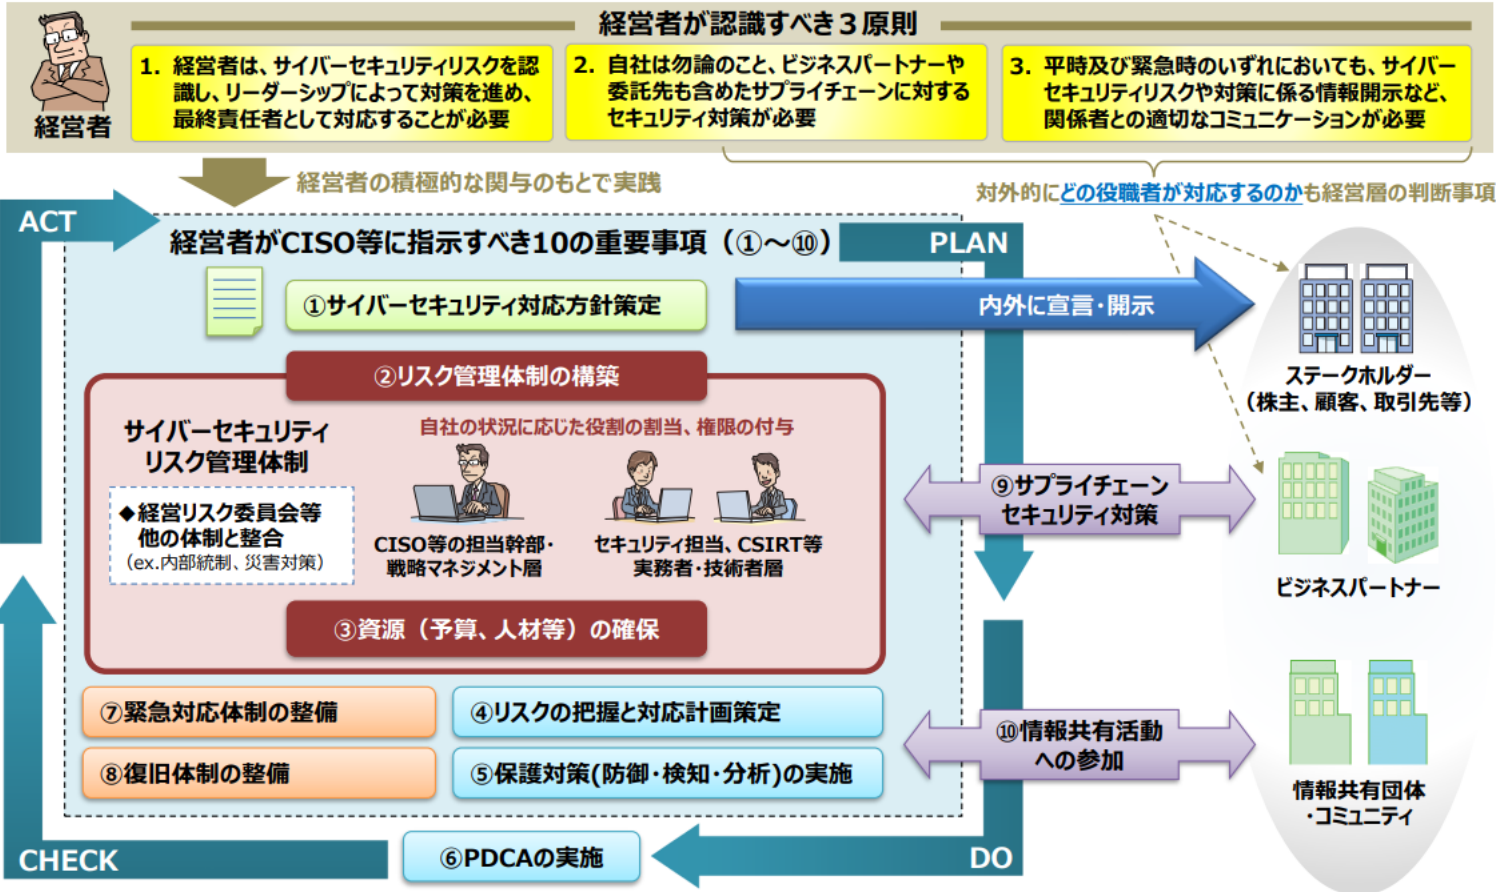 経営者が認識すべき３原則
経営者
1. 経営者は、サイバーセキュリティリスクを認
識し、リーダーシップによって対策を進め、
最終責任者として対応することが必要
2. 自社は勿論のこと、ビジネスパートナーや
委託先も含めたサプライチェーンに対する
セキュリティ対策が必要
3. 平時及び緊急時のいずれにおいても、サイバー
セキュリティリスクや対策に係る情報開示など、
関係者との適切なコミュニケーションが必要
経営者の積極的な関与のもとで実践
対外的にどの役職者が対応するのかも経営層の判断事項
ACT
経営者がCISO等に指示すべき10の重要事項（①～⑩）
PLAN
①サイバーセキュリティ対応方針策定
内外に宣言・開示
ステークホルダー
（株主、顧客、取引先等）
②リスク管理体制の構築
サイバーセキュリティ
リスク管理体制
自社の状況に応じた役割の割当、権限の付与
◆経営リスク委員会等
他の体制と整合
（ex.内部統制、災害対策）
CISO等の担当幹部・
戦略マネジメント層
セキュリティ担当、CSIRT等
実務者・技術者層
⑨サプライチェーン
セキュリティ対策
ビジネスパートナー
③資源（予算、人材等）の確保
⑦緊急対応体制の整備
④リスクの把握と対応計画策定
⑧復旧体制の整備
⑤保護対策(防御・検知・分析)の実施
⑩情報共有活動
への参加
情報共有団体
・コミュニティ
CHECK
⑥PDCAの実施
DO